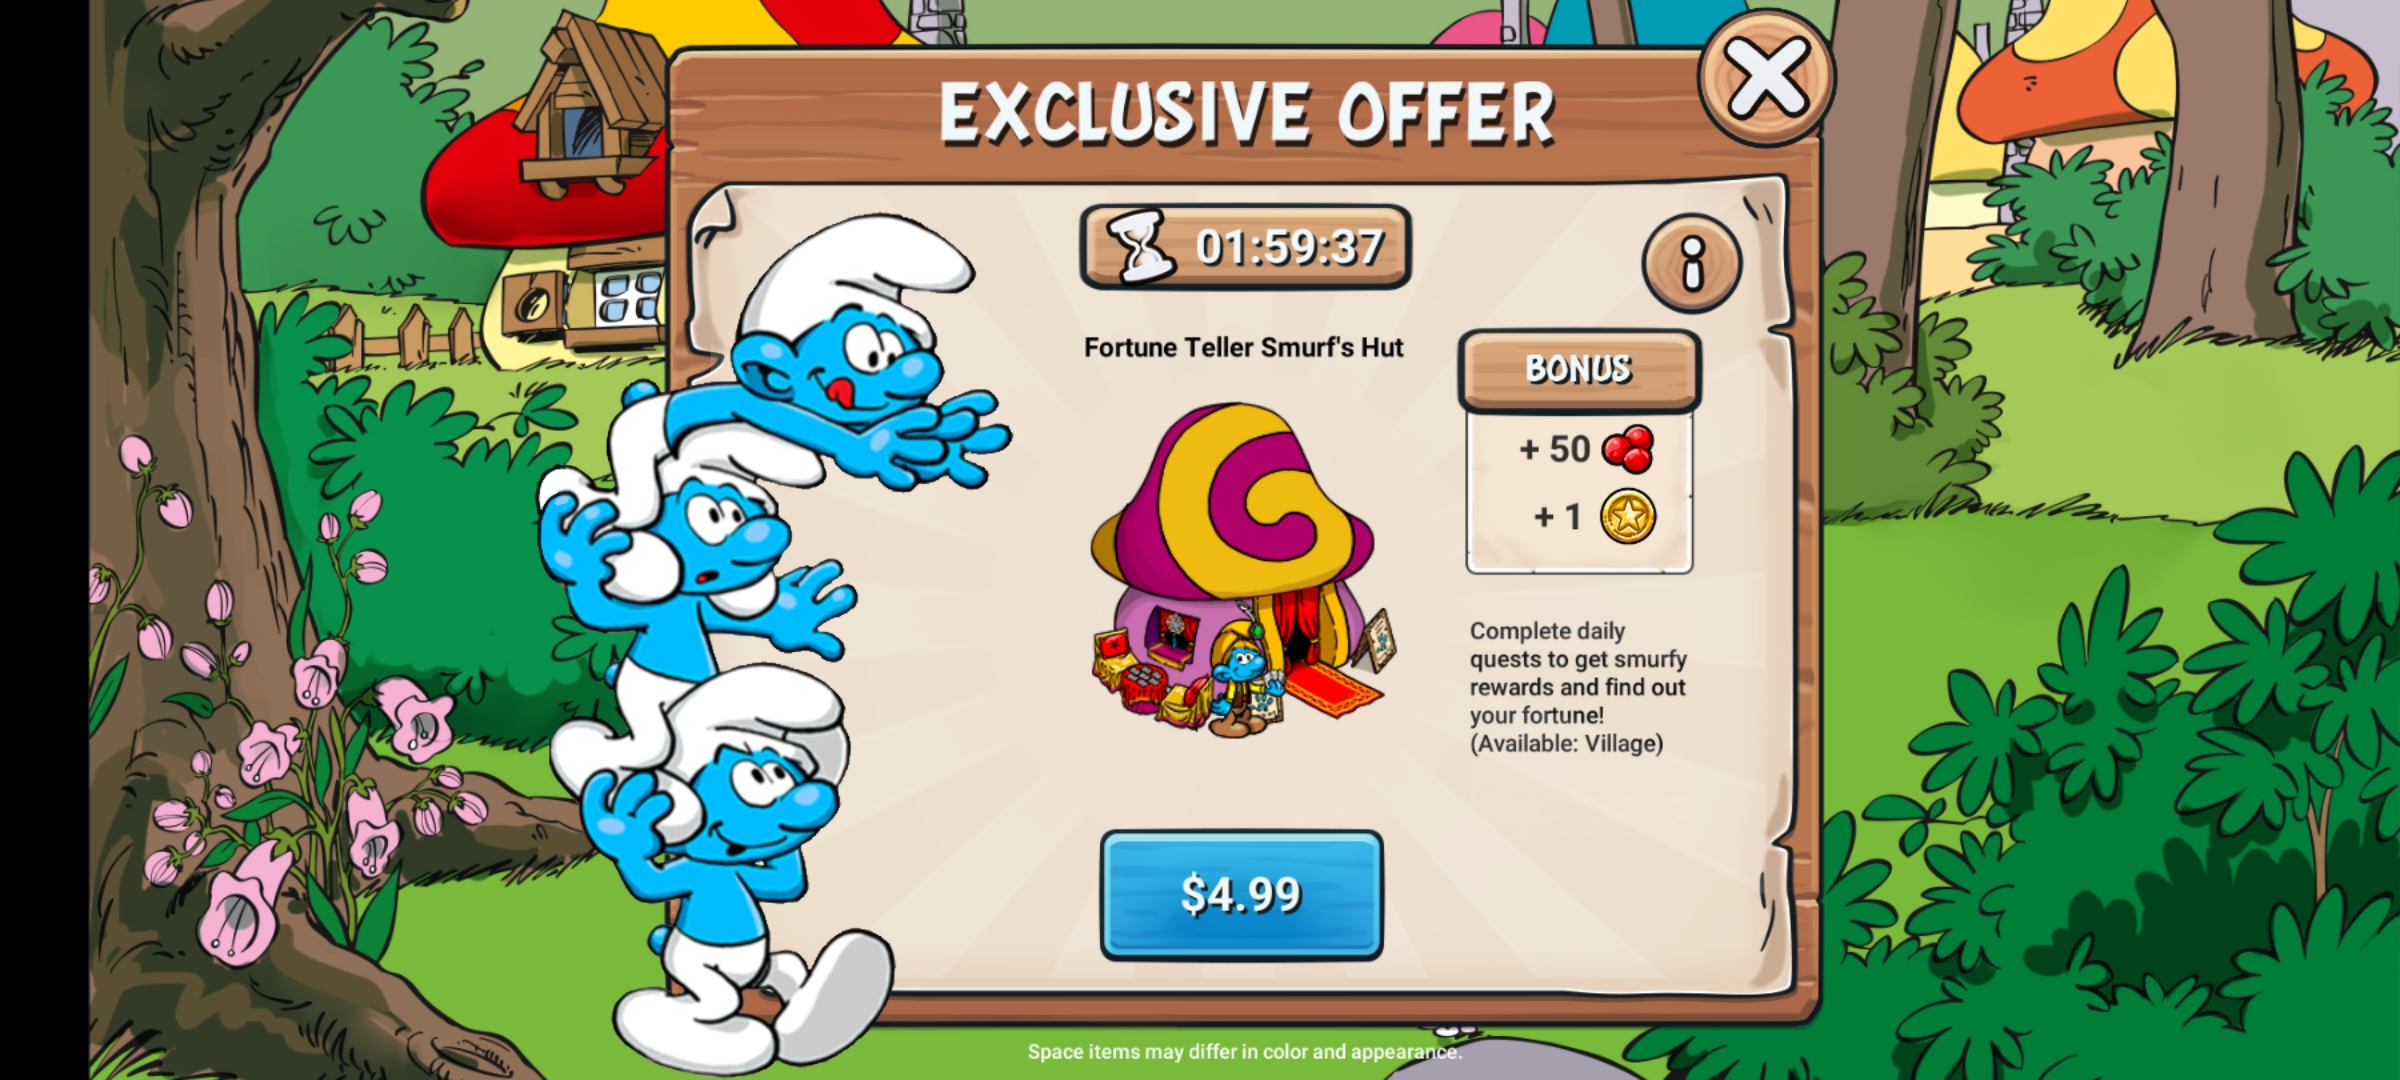 EXCLUSIVE OFFER
01:59:37
Fortune Teller Smurf's Hut
BONUS
+ 50
+ 1
Complete daily
quests to get smurfy
rewards and find out
your fortune!
(Available: Village)
$4.99
Space items may differ in color and appearance.